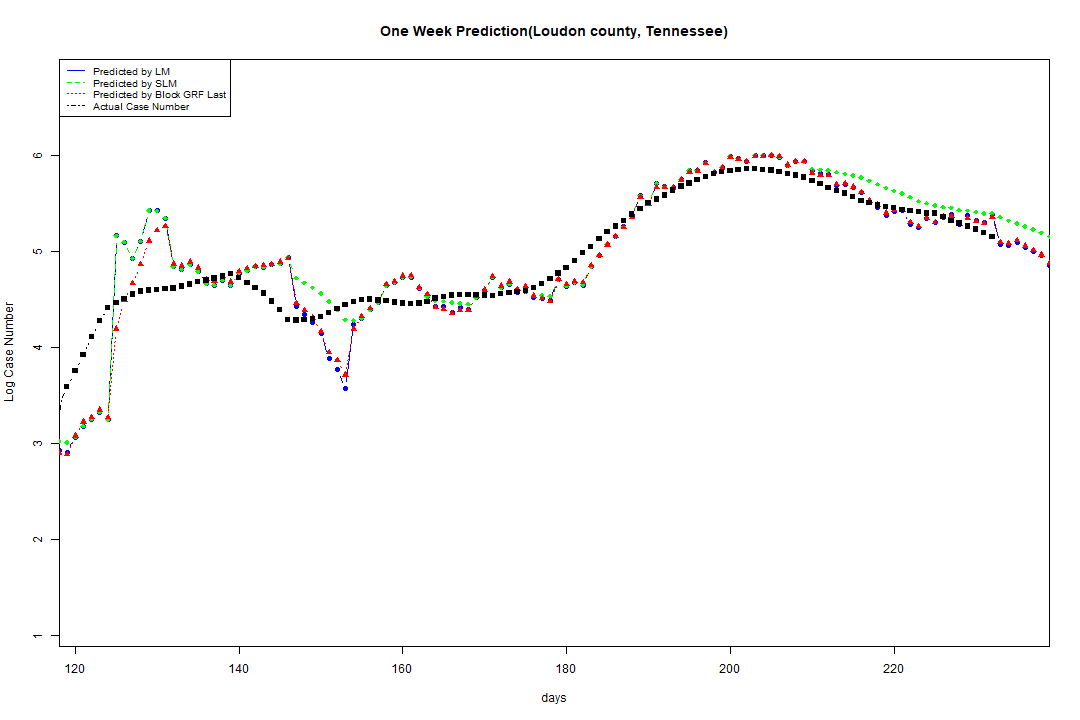 One Week Prediction(Loudon county, Tennessee)
Predicted by LM
Predicted by SLM
Predicted by Block GRF Last
Actual Case Number
Log Case Number
6
5
4
3
2
1
120 140 160 180 200 220
days